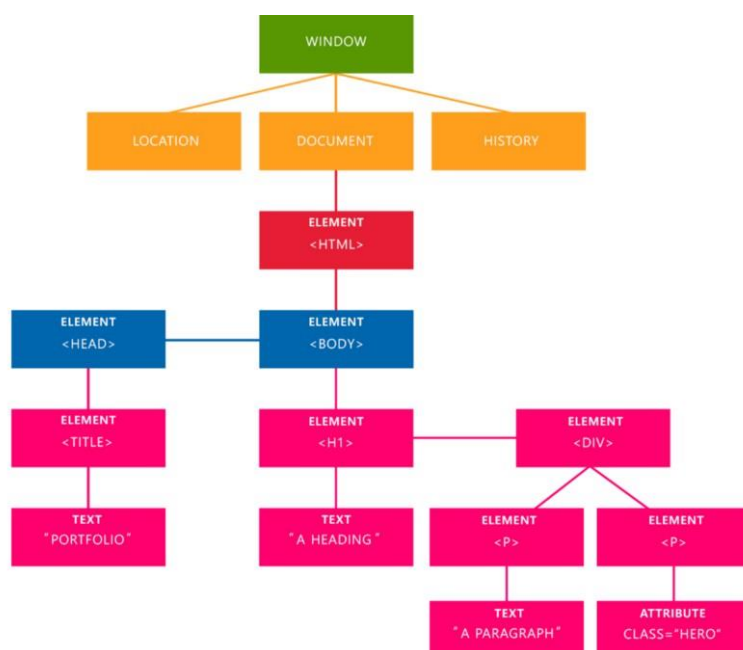 WINDOW
LOCATION
DOCUMENT
HISTORY
ELEMENT
<HTML>
ELEMENT
<HEAD>
ELEMENT
<BODY>
ELEMENT
<TITLE>
ELEMENT
<H1>
ELEMENT
<DIV>
TEXT
"PORTFOLIO"
TEXT
"A HEADING"
ELEMENT
<P>
ELEMENT
<P>
TEXT
"A PARAGRAPH"
ATTRIBUTE
CLASS="HERO"